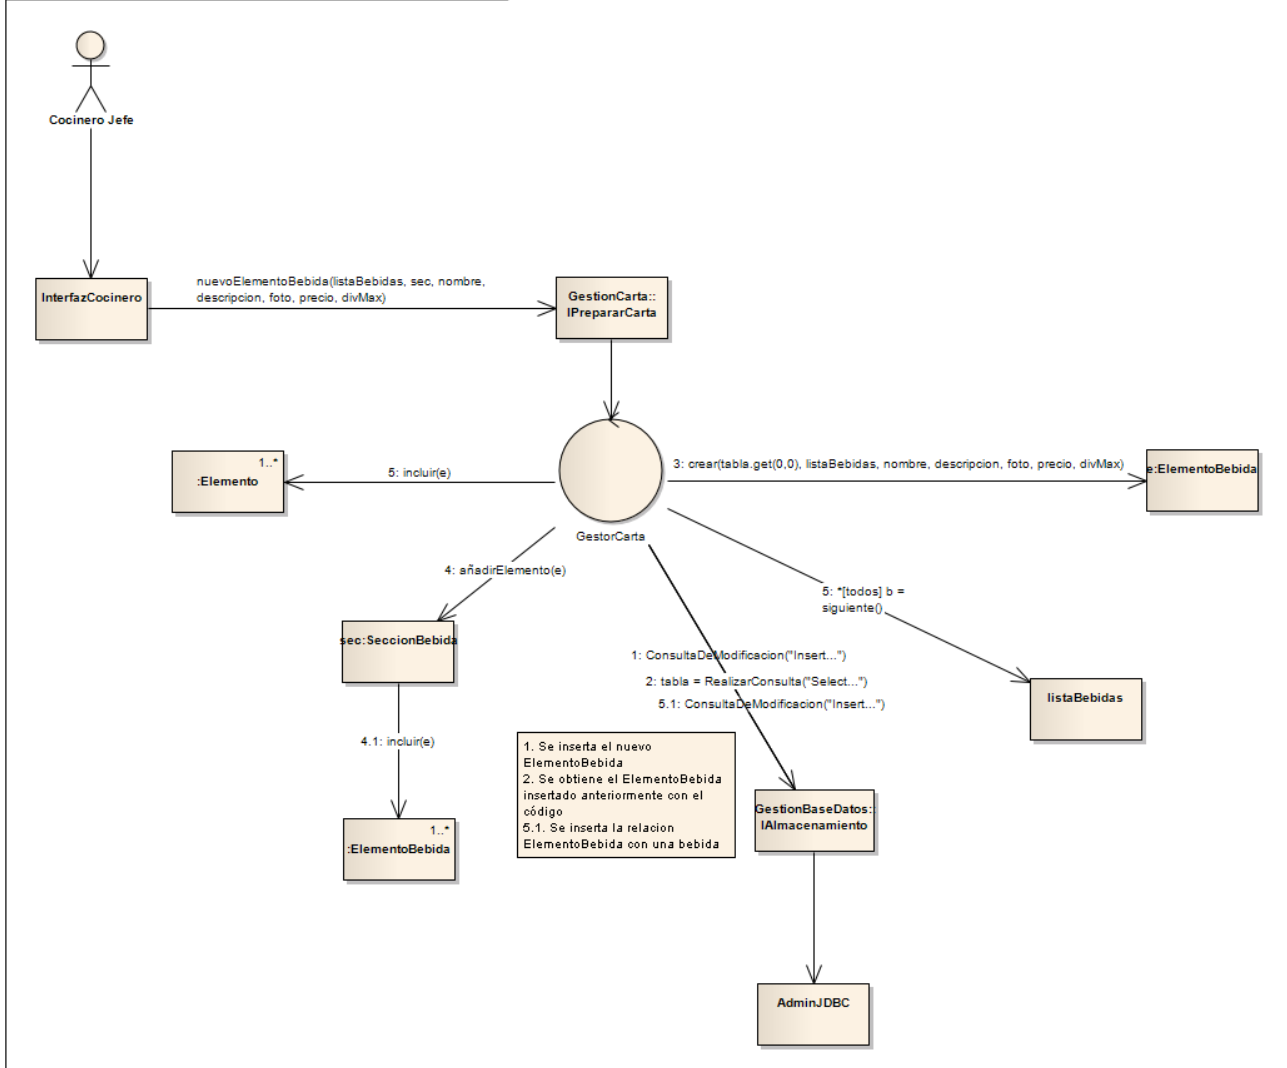 Cocinero Jefe
InterfazCocinero
nuevoElementoBebida(listaBebidas, sec, nombre,
descripcion, foto, precio, divMax)
GestionCarta::
IPrepararCarta
1..*
:Elemento
5: incluir(e)
GestorCarta
3: crear(tabla.get(0,0), listaBebidas, nombre, descripcion, foto, precio, divMax)
e:ElementoBebida
4: añadirElemento(e)
5: *[todos] b =
siguiente()
sec:SeccionBebida
1: ConsultaDeModificacion("Insert...")
2: tabla = RealizarConsulta("Select...")
5.1: ConsultaDeModificacion("Insert...")
listaBebidas
4.1: incluir(e)
1. Se inserta el nuevo
ElementoBebida
2. Se obtiene el ElementoBebida
insertado anteriormente con el
código
5.1. Se inserta la relacion
ElementoBebida con una bebida
GestionBaseDatos::
IAlmacenamiento
1..*
:ElementoBebida
AdminJDBC